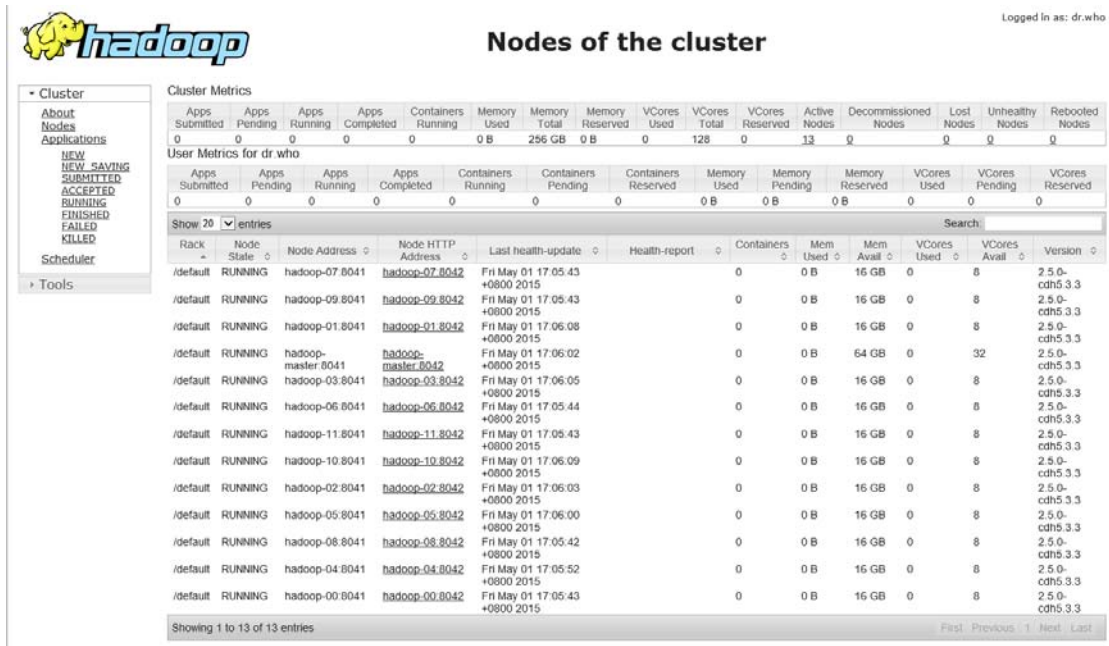 hadoop
Nodes of the cluster
Logged in as: dr.who
Cluster
About
Nodes
Applications
NEW
NEW_SAVING
SUBMITTED
ACCEPTED
RUNNING
FINISHED
FAILED
KILLED
Scheduler
Tools
Cluster Metrics
Apps Submitted Apps Pending Apps Running Apps Completed Containers Running Memory Used Memory Total Memory Reserved VCores Used VCores Total VCores Reserved Active Nodes Decommissioned Nodes Lost Nodes Unhealthy Nodes Rebooted Nodes
0 0 0 0 0 0 B 256 GB 0 B 0 128 0 13 0 0 0 0
User Metrics for dr.who
Apps Submitted Apps Pending Apps Running Apps Completed Containers Running Containers Pending Containers Reserved Memory Used Memory Pending Memory Reserved VCores Used VCores Pending VCores Reserved
0 0 0 0 0 0 0 0 B 0 B 0 B 0 0 0
Show 20 entries Search:
Rack Node State Node Address Node HTTP Address Last health-update Health-report Containers Mem Used Mem Avail VCores Used VCores Avail Version
/default RUNNING hadoop-07:8041 hadoop-07:8042 Fri May 01 17:05:43 +0800 2015 0 0 B 16 GB 0 8 2.5.0-cdh5.3.3
/default RUNNING hadoop-09:8041 hadoop-09:8042 Fri May 01 17:05:43 +0800 2015 0 0 B 16 GB 0 8 2.5.0-cdh5.3.3
/default RUNNING hadoop-01:8041 hadoop-01:8042 Fri May 01 17:06:08 +0800 2015 0 0 B 16 GB 0 8 2.5.0-cdh5.3.3
/default RUNNING hadoop-master:8041 hadoop-master:8042 Fri May 01 17:06:02 +0800 2015 0 0 B 64 GB 0 32 2.5.0-cdh5.3.3
/default RUNNING hadoop-03:8041 hadoop-03:8042 Fri May 01 17:06:05 +0800 2015 0 0 B 16 GB 0 8 2.5.0-cdh5.3.3
/default RUNNING hadoop-06:8041 hadoop-06:8042 Fri May 01 17:05:44 +0800 2015 0 0 B 16 GB 0 8 2.5.0-cdh5.3.3
/default RUNNING hadoop-11:8041 hadoop-11:8042 Fri May 01 17:05:43 +0800 2015 0 0 B 16 GB 0 8 2.5.0-cdh5.3.3
/default RUNNING hadoop-10:8041 hadoop-10:8042 Fri May 01 17:06:09 +0800 2015 0 0 B 16 GB 0 8 2.5.0-cdh5.3.3
/default RUNNING hadoop-02:8041 hadoop-02:8042 Fri May 01 17:06:03 +0800 2015 0 0 B 16 GB 0 8 2.5.0-cdh5.3.3
/default RUNNING hadoop-05:8041 hadoop-05:8042 Fri May 01 17:06:00 +0800 2015 0 0 B 16 GB 0 8 2.5.0-cdh5.3.3
/default RUNNING hadoop-08:8041 hadoop-08:8042 Fri May 01 17:05:42 +0800 2015 0 0 B 16 GB 0 8 2.5.0-cdh5.3.3
/default RUNNING hadoop-04:8041 hadoop-04:8042 Fri May 01 17:05:52 +0800 2015 0 0 B 16 GB 0 8 2.5.0-cdh5.3.3
/default RUNNING hadoop-00:8041 hadoop-00:8042 Fri May 01 17:05:43 +0800 2015 0 0 B 16 GB 0 8 2.5.0-cdh5.3.3
Showing 1 to 13 of 13 entries First Previous 1 Next Last